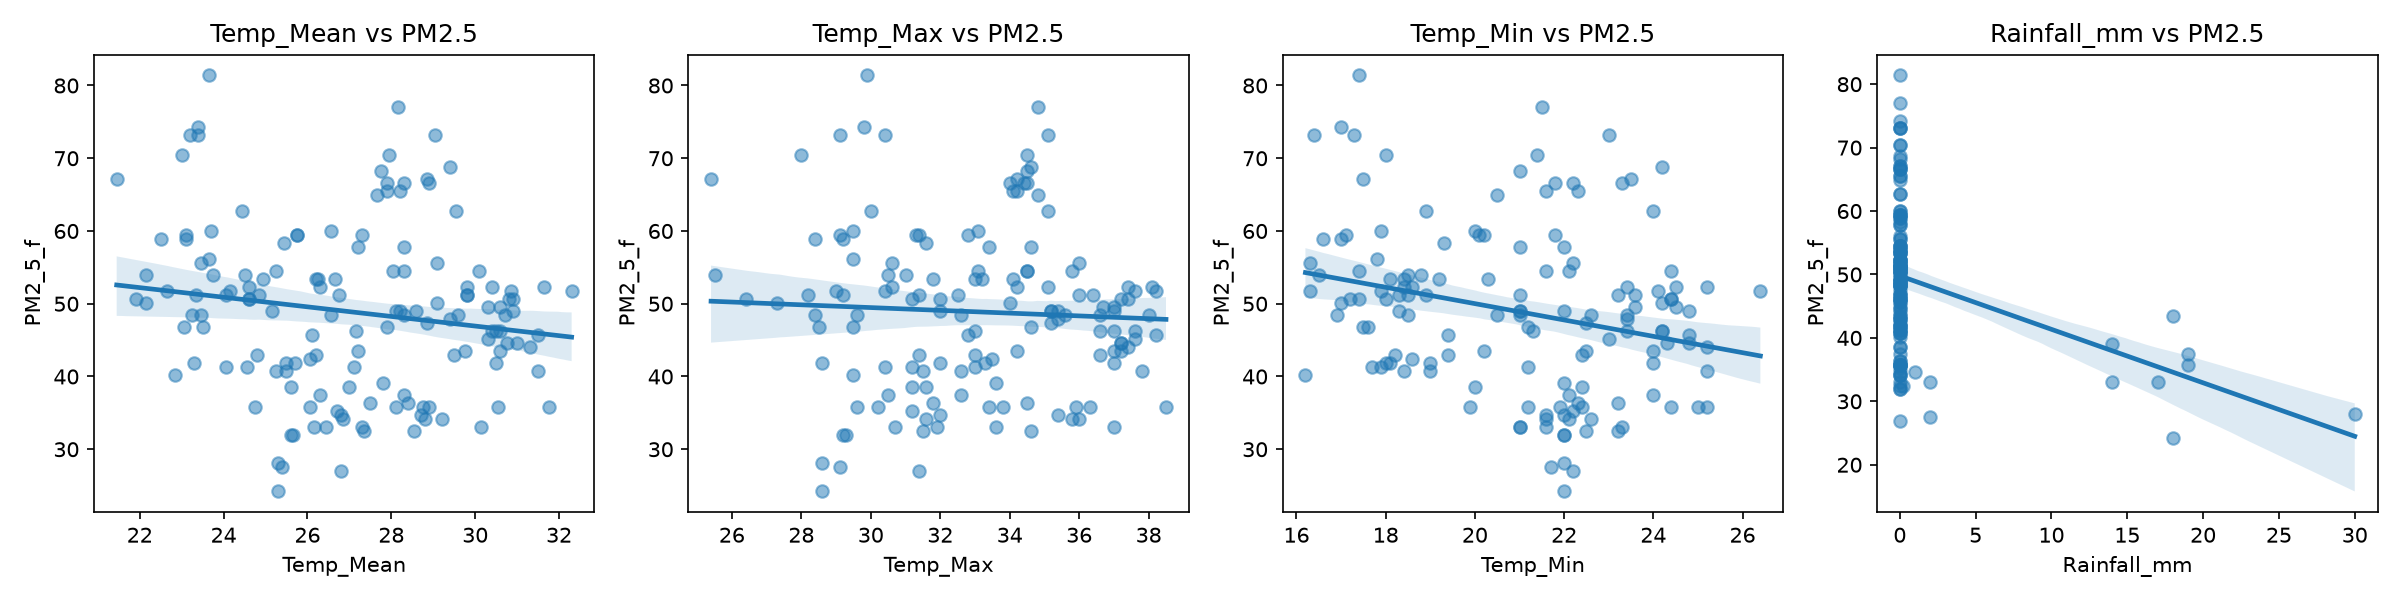 Temp_Mean vs PM2.5
PM2_5_f
80
70
60
50
40
30
22 24 26 28 30 32
Temp_Mean
Temp_Max vs PM2.5
PM2_5_f
80
70
60
50
40
30
26 28 30 32 34 36 38
Temp_Max
Temp_Min vs PM2.5
PM2_5_f
80
70
60
50
40
30
16 18 20 22 24 26
Temp_Min
Rainfall_mm vs PM2.5
PM2_5_f
80
70
60
50
40
30
20
0 5 10 15 20 25 30
Rainfall_mm